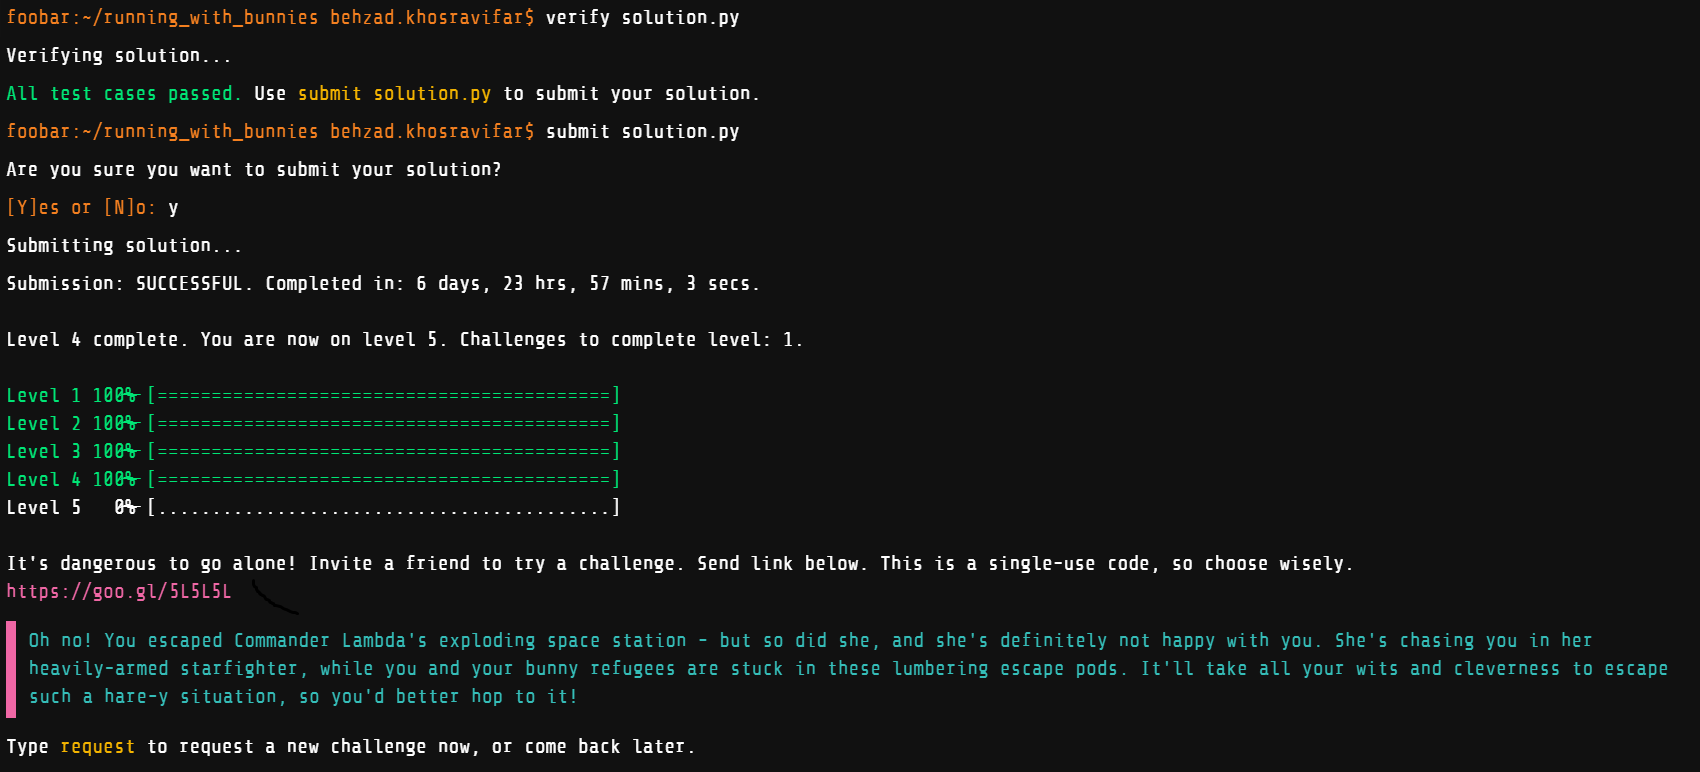 foobar:~/running_with_bunnies behzad.khosravifar$ verify solution.py
Verifying solution...
All test cases passed. Use submit solution.py to submit your solution.
foobar:~/running_with_bunnies behzad.khosravifar$ submit solution.py
Are you sure you want to submit your solution?
[Y]es or [N]o: y
Submitting solution...
Submission: SUCCESSFUL. Completed in: 6 days, 23 hrs, 57 mins, 3 secs.
Level 4 complete. You are now on level 5. Challenges to complete level: 1.
Level 1 100% [==========================================]
Level 2 100% [==========================================]
Level 3 100% [==========================================]
Level 4 100% [==========================================]
Level 5   0% [..........................................]
It's dangerous to go alone! Invite a friend to try a challenge. Send link below. This is a single-use code, so choose wisely.
https://goo.gl/5L5L5L
Oh no! You escaped Commander Lambda's exploding space station - but so did she, and she's definitely not happy with you. She's chasing you in her
heavily-armed starfighter, while you and your bunny refugees are stuck in these lumbering escape pods. It'll take all your wits and cleverness to escape
such a hare-y situation, so you'd better hop to it!
Type request to request a new challenge now, or come back later.